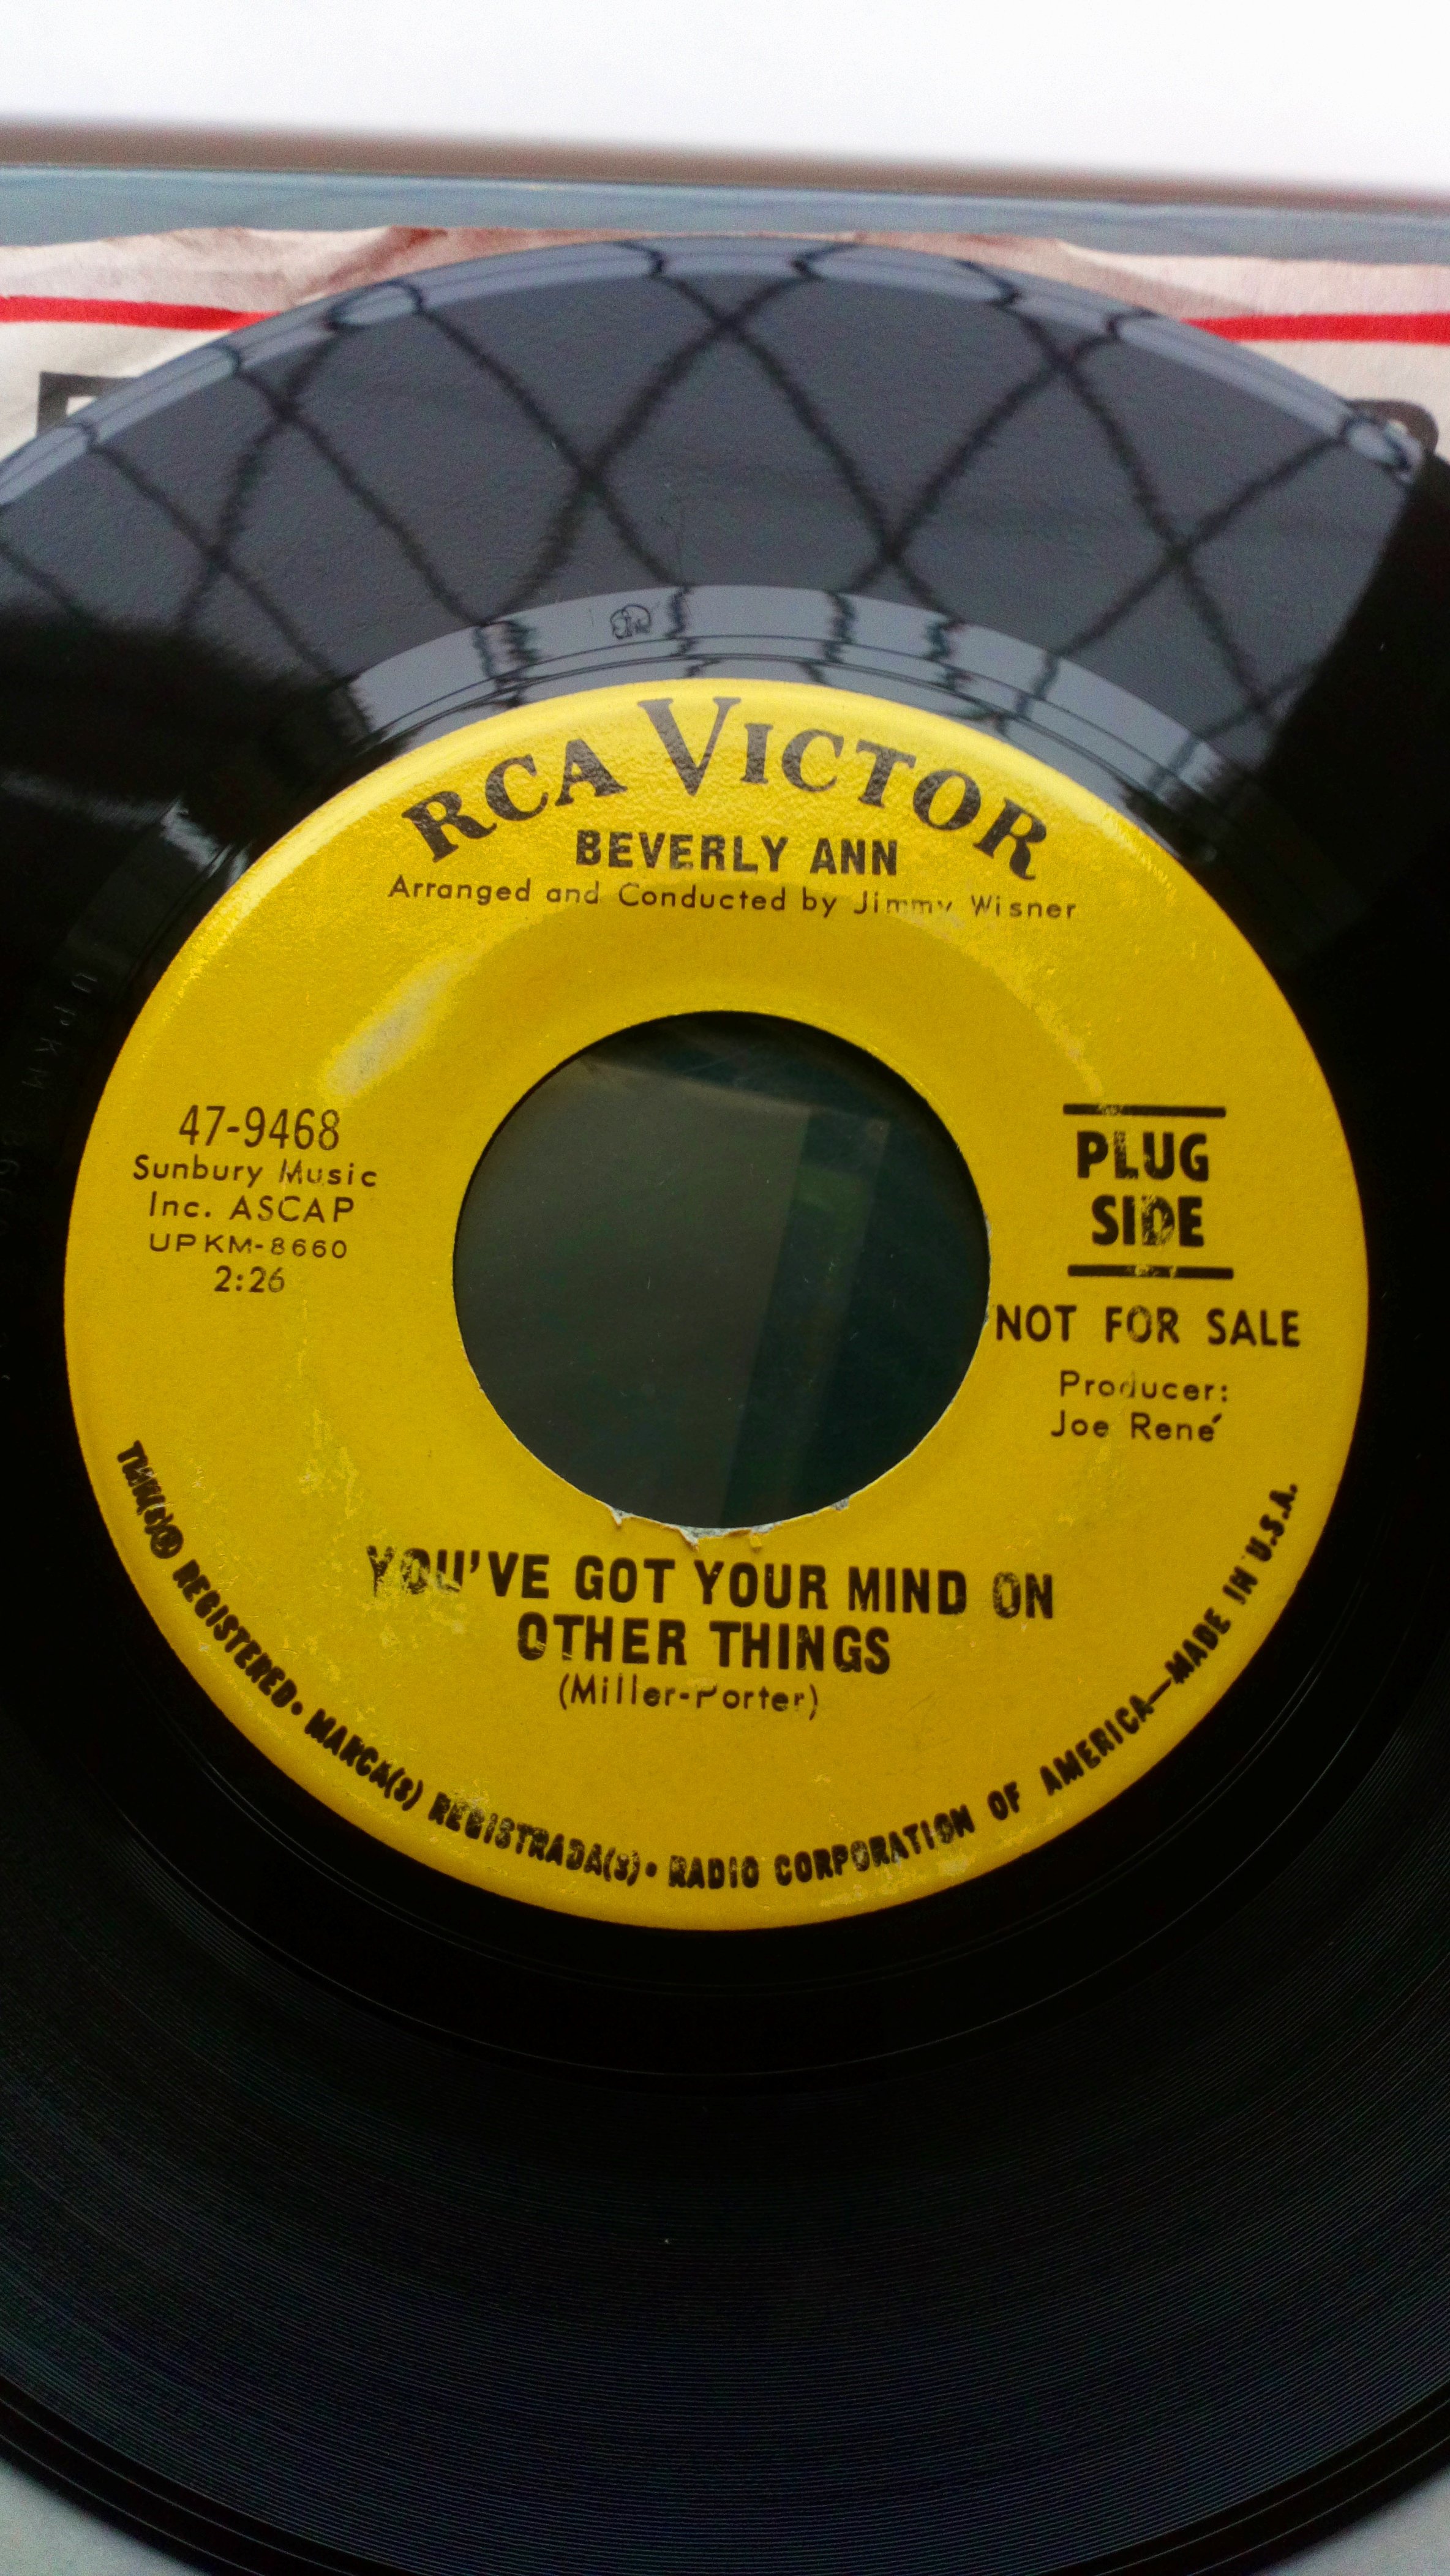 RCA VICTOR
BEVERLY ANN
Arranged and Conducted by Jimmy Wisner
47-9468
Sunbury Music
Inc. ASCAP
UPKM-8660
2:26
PLUG
SIDE
NOT FOR SALE
Producer:
Joe René
YOU'VE GOT YOUR MIND ON
OTHER THINGS
(Miller-Porter)
TMK(s) ® REGISTERED • MARCA(s) REGISTRADA(s) • RADIO CORPORATION OF AMERICA—MADE IN U.S.A.